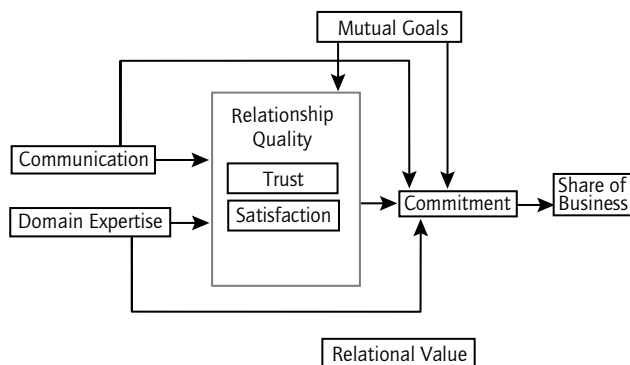 Mutual Goals
Relationship
Quality
Communication
Trust
Share of
Business
Commitment
Satisfaction
Domain Expertise
Relational Value